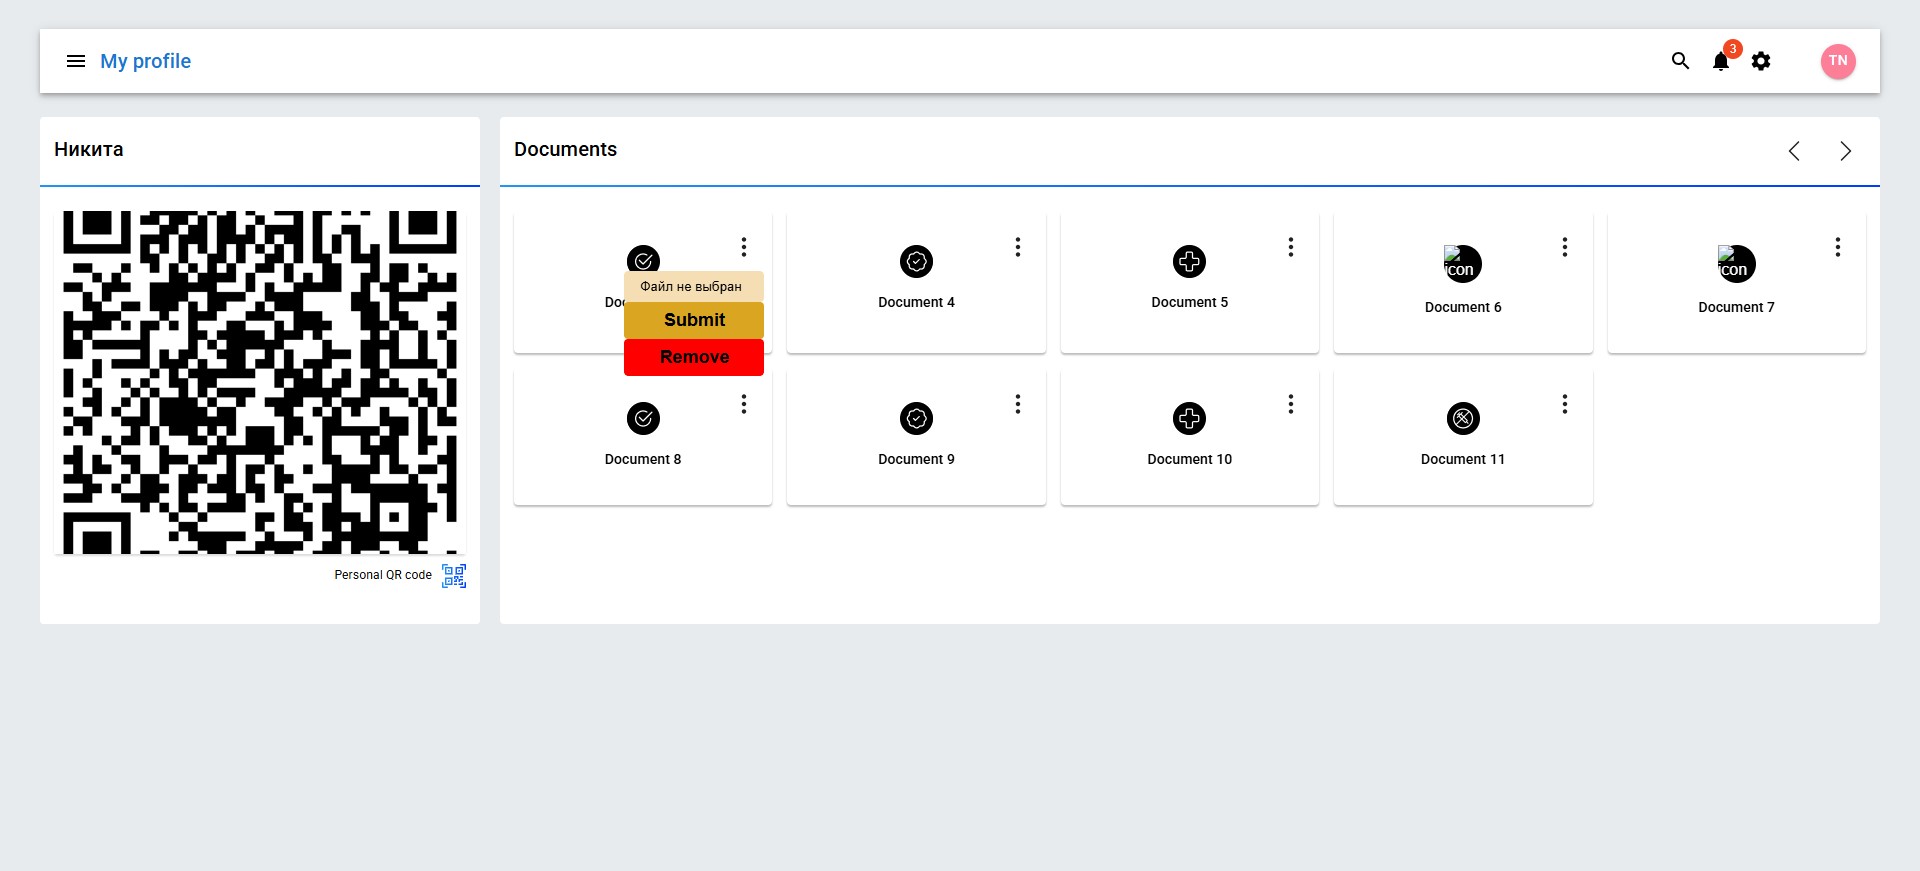 My profile
3
TN
Никита
Documents
Файл не выбран
Doc
Submit
Remove
Document 4
Document 5
icon
Document 6
icon
Document 7
Document 8
Document 9
Document 10
Document 11
Personal QR code